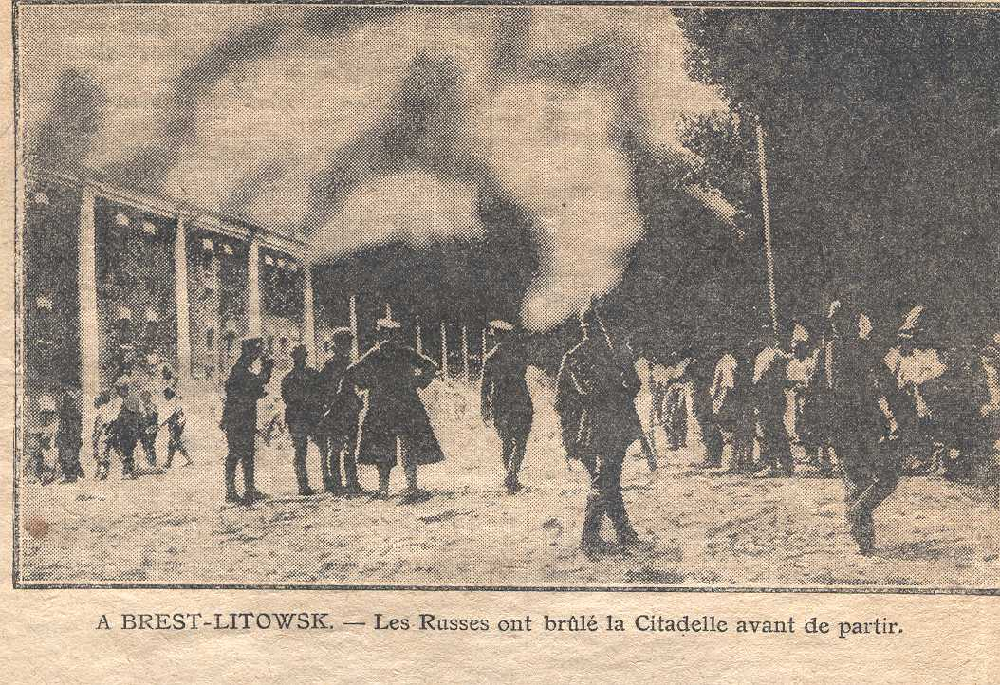 A BREST-LITOWSK. — Les Russes ont brûlé la Citadelle avant de partir.